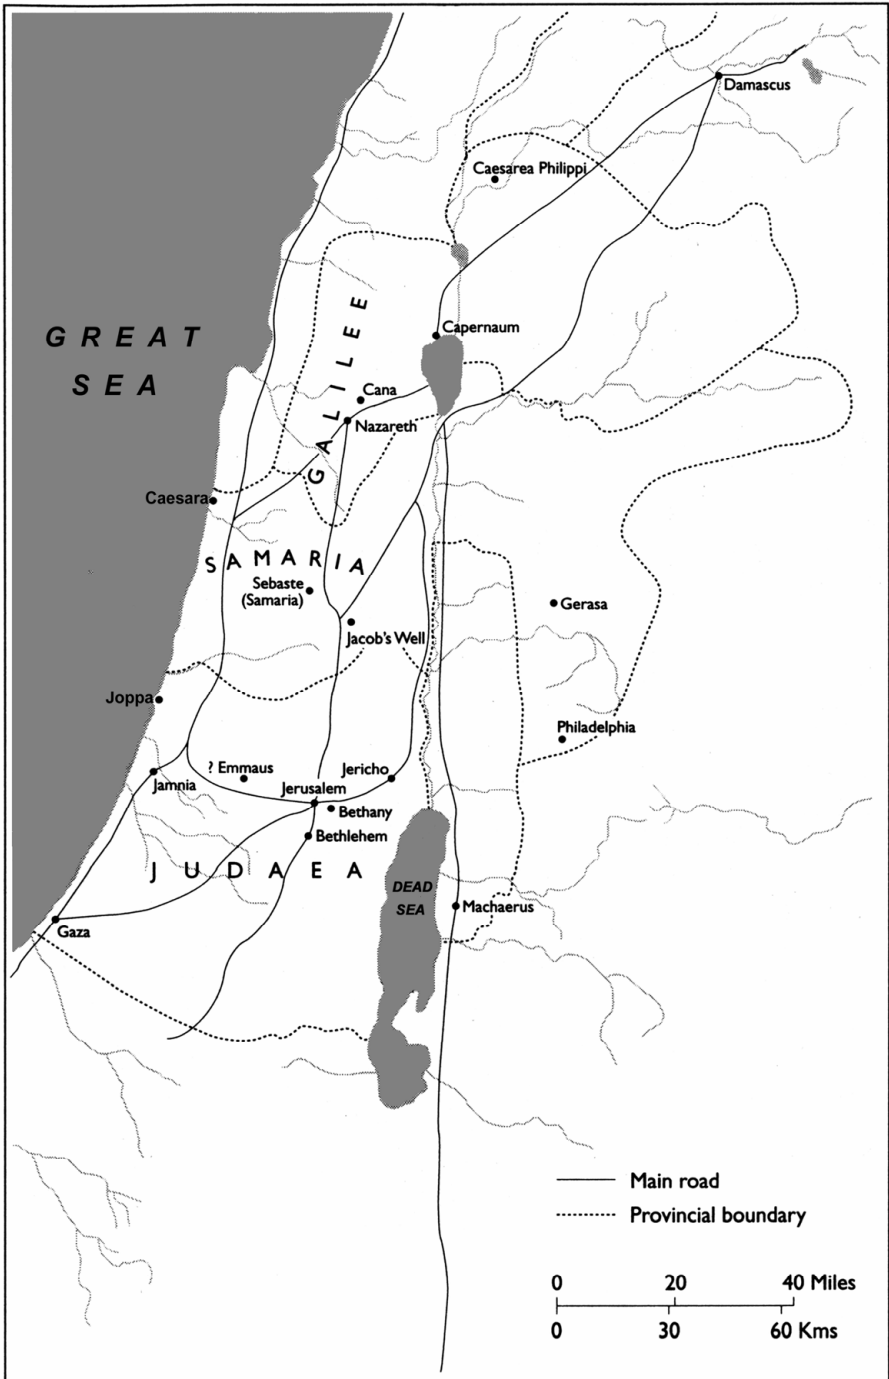 Damascus
Caesarea Philippi
GREAT
SEA
Capernaum
GALILEE
Cana
Nazareth
Caesara
SAMARIA
Sebaste
(Samaria)
Gerasa
Jacob's Well
Joppa
Philadelphia
? Emmaus
Jericho
Jamnia
Jerusalem
Bethany
Bethlehem
JUDAEA
DEAD
SEA
Machaerus
Gaza
Main road
Provincial boundary
0 20 40 Miles
0 30 60 Kms